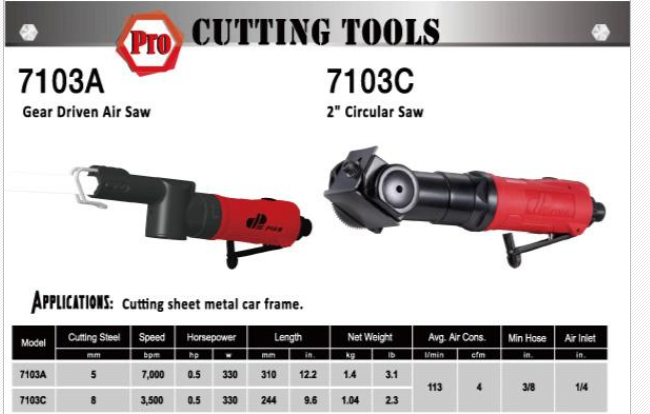 Pro CUTTING TOOLS
7103A
Gear Driven Air Saw
7103C
2" Circular Saw
APPLICATIONS: Cutting sheet metal car frame.
Model Cutting Steel Speed Horsepower Length Net Weight Avg. Air Cons. Min Hose Air Inlet
mm bpm hp w mm in. kg lb l/min cfm in. in.
7103A 5 7,000 0.5 330 310 12.2 1.4 3.1
113 4 3/8 1/4
7103C 8 3,500 0.5 330 244 9.6 1.04 2.3